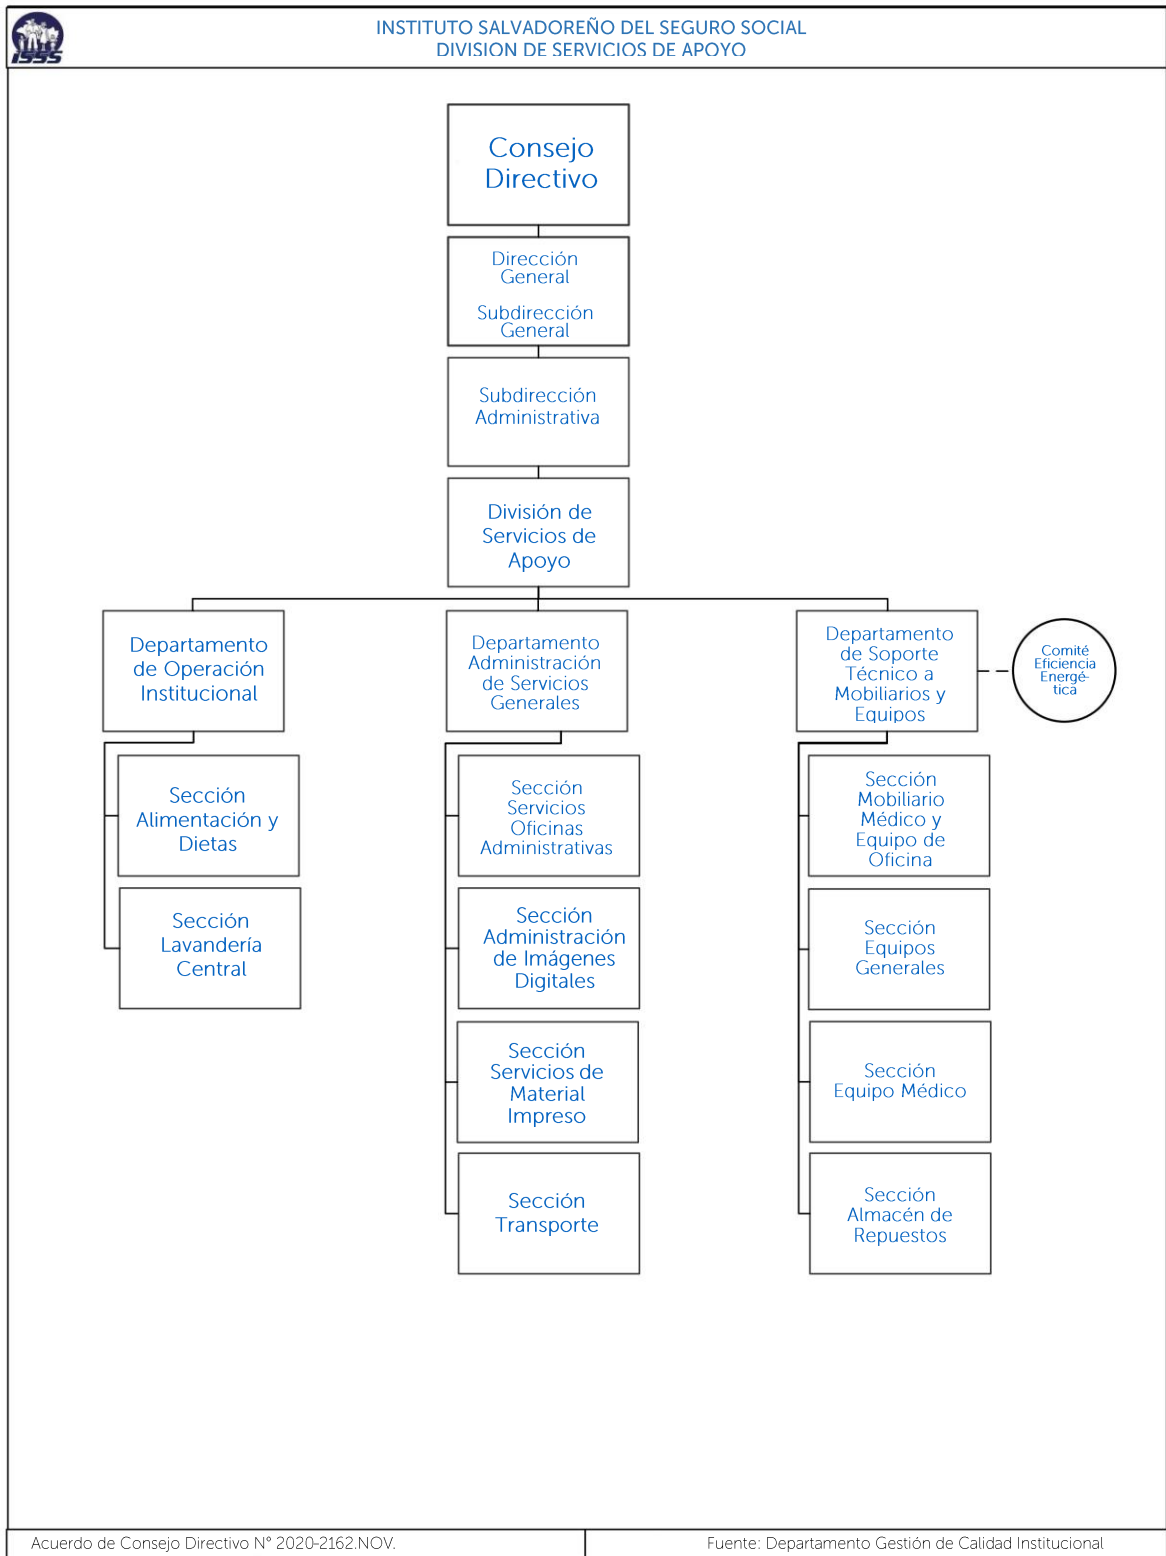 ISSS
INSTITUTO SALVADOREÑO DEL SEGURO SOCIAL
DIVISION DE SERVICIOS DE APOYO
Consejo
Directivo
Dirección
General
Subdirección
General
Subdirección
Administrativa
División de
Servicios de
Apoyo
Departamento
de Operación
Institucional
Departamento
Administración
de Servicios
Generales
Departamento
de Soporte
Técnico a
Mobiliarios y
Equipos
Comité
Eficiencia
Energé-
tica
Sección
Alimentación y
Dietas
Sección
Lavandería
Central
Sección
Servicios
Oficinas
Administrativas
Sección
Administración
de Imágenes
Digitales
Sección
Servicios de
Material
Impreso
Sección
Transporte
Sección
Mobiliario
Médico y
Equipo de
Oficina
Sección
Equipos
Generales
Sección
Equipo Médico
Sección
Almacén de
Repuestos
Acuerdo de Consejo Directivo N° 2020-2162.NOV.
Fuente: Departamento Gestión de Calidad Institucional